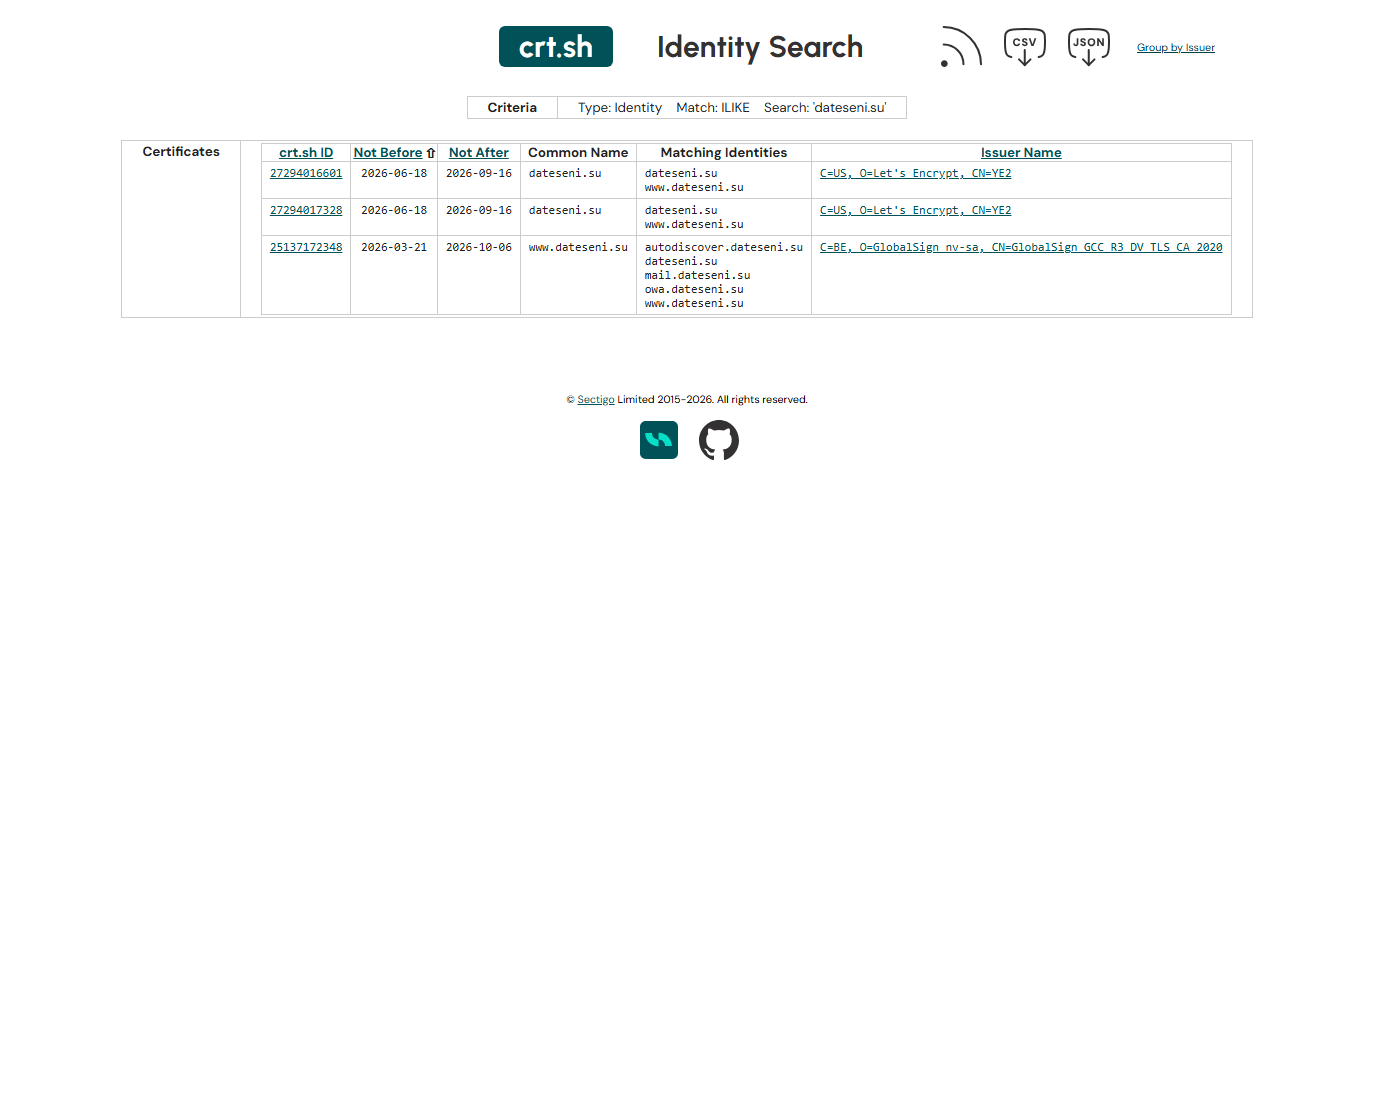 crt.sh Identity Search CSV JSON Group by Issuer
Criteria Type: Identity Match: ILIKE Search: 'dateseni.su'
Certificates crt.sh ID Not Before ⇧ Not After Common Name Matching Identities Issuer Name
27294016601 2026-06-18 2026-09-16 dateseni.su dateseni.su C=US, O=Let's Encrypt, CN=YE2
www.dateseni.su
27294017328 2026-06-18 2026-09-16 dateseni.su dateseni.su C=US, O=Let's Encrypt, CN=YE2
www.dateseni.su
25137172348 2026-03-21 2026-10-06 www.dateseni.su autodiscover.dateseni.su C=BE, O=GlobalSign nv-sa, CN=GlobalSign GCC R3 DV TLS CA 2020
dateseni.su
mail.dateseni.su
owa.dateseni.su
www.dateseni.su
© Sectigo Limited 2015-2026. All rights reserved.